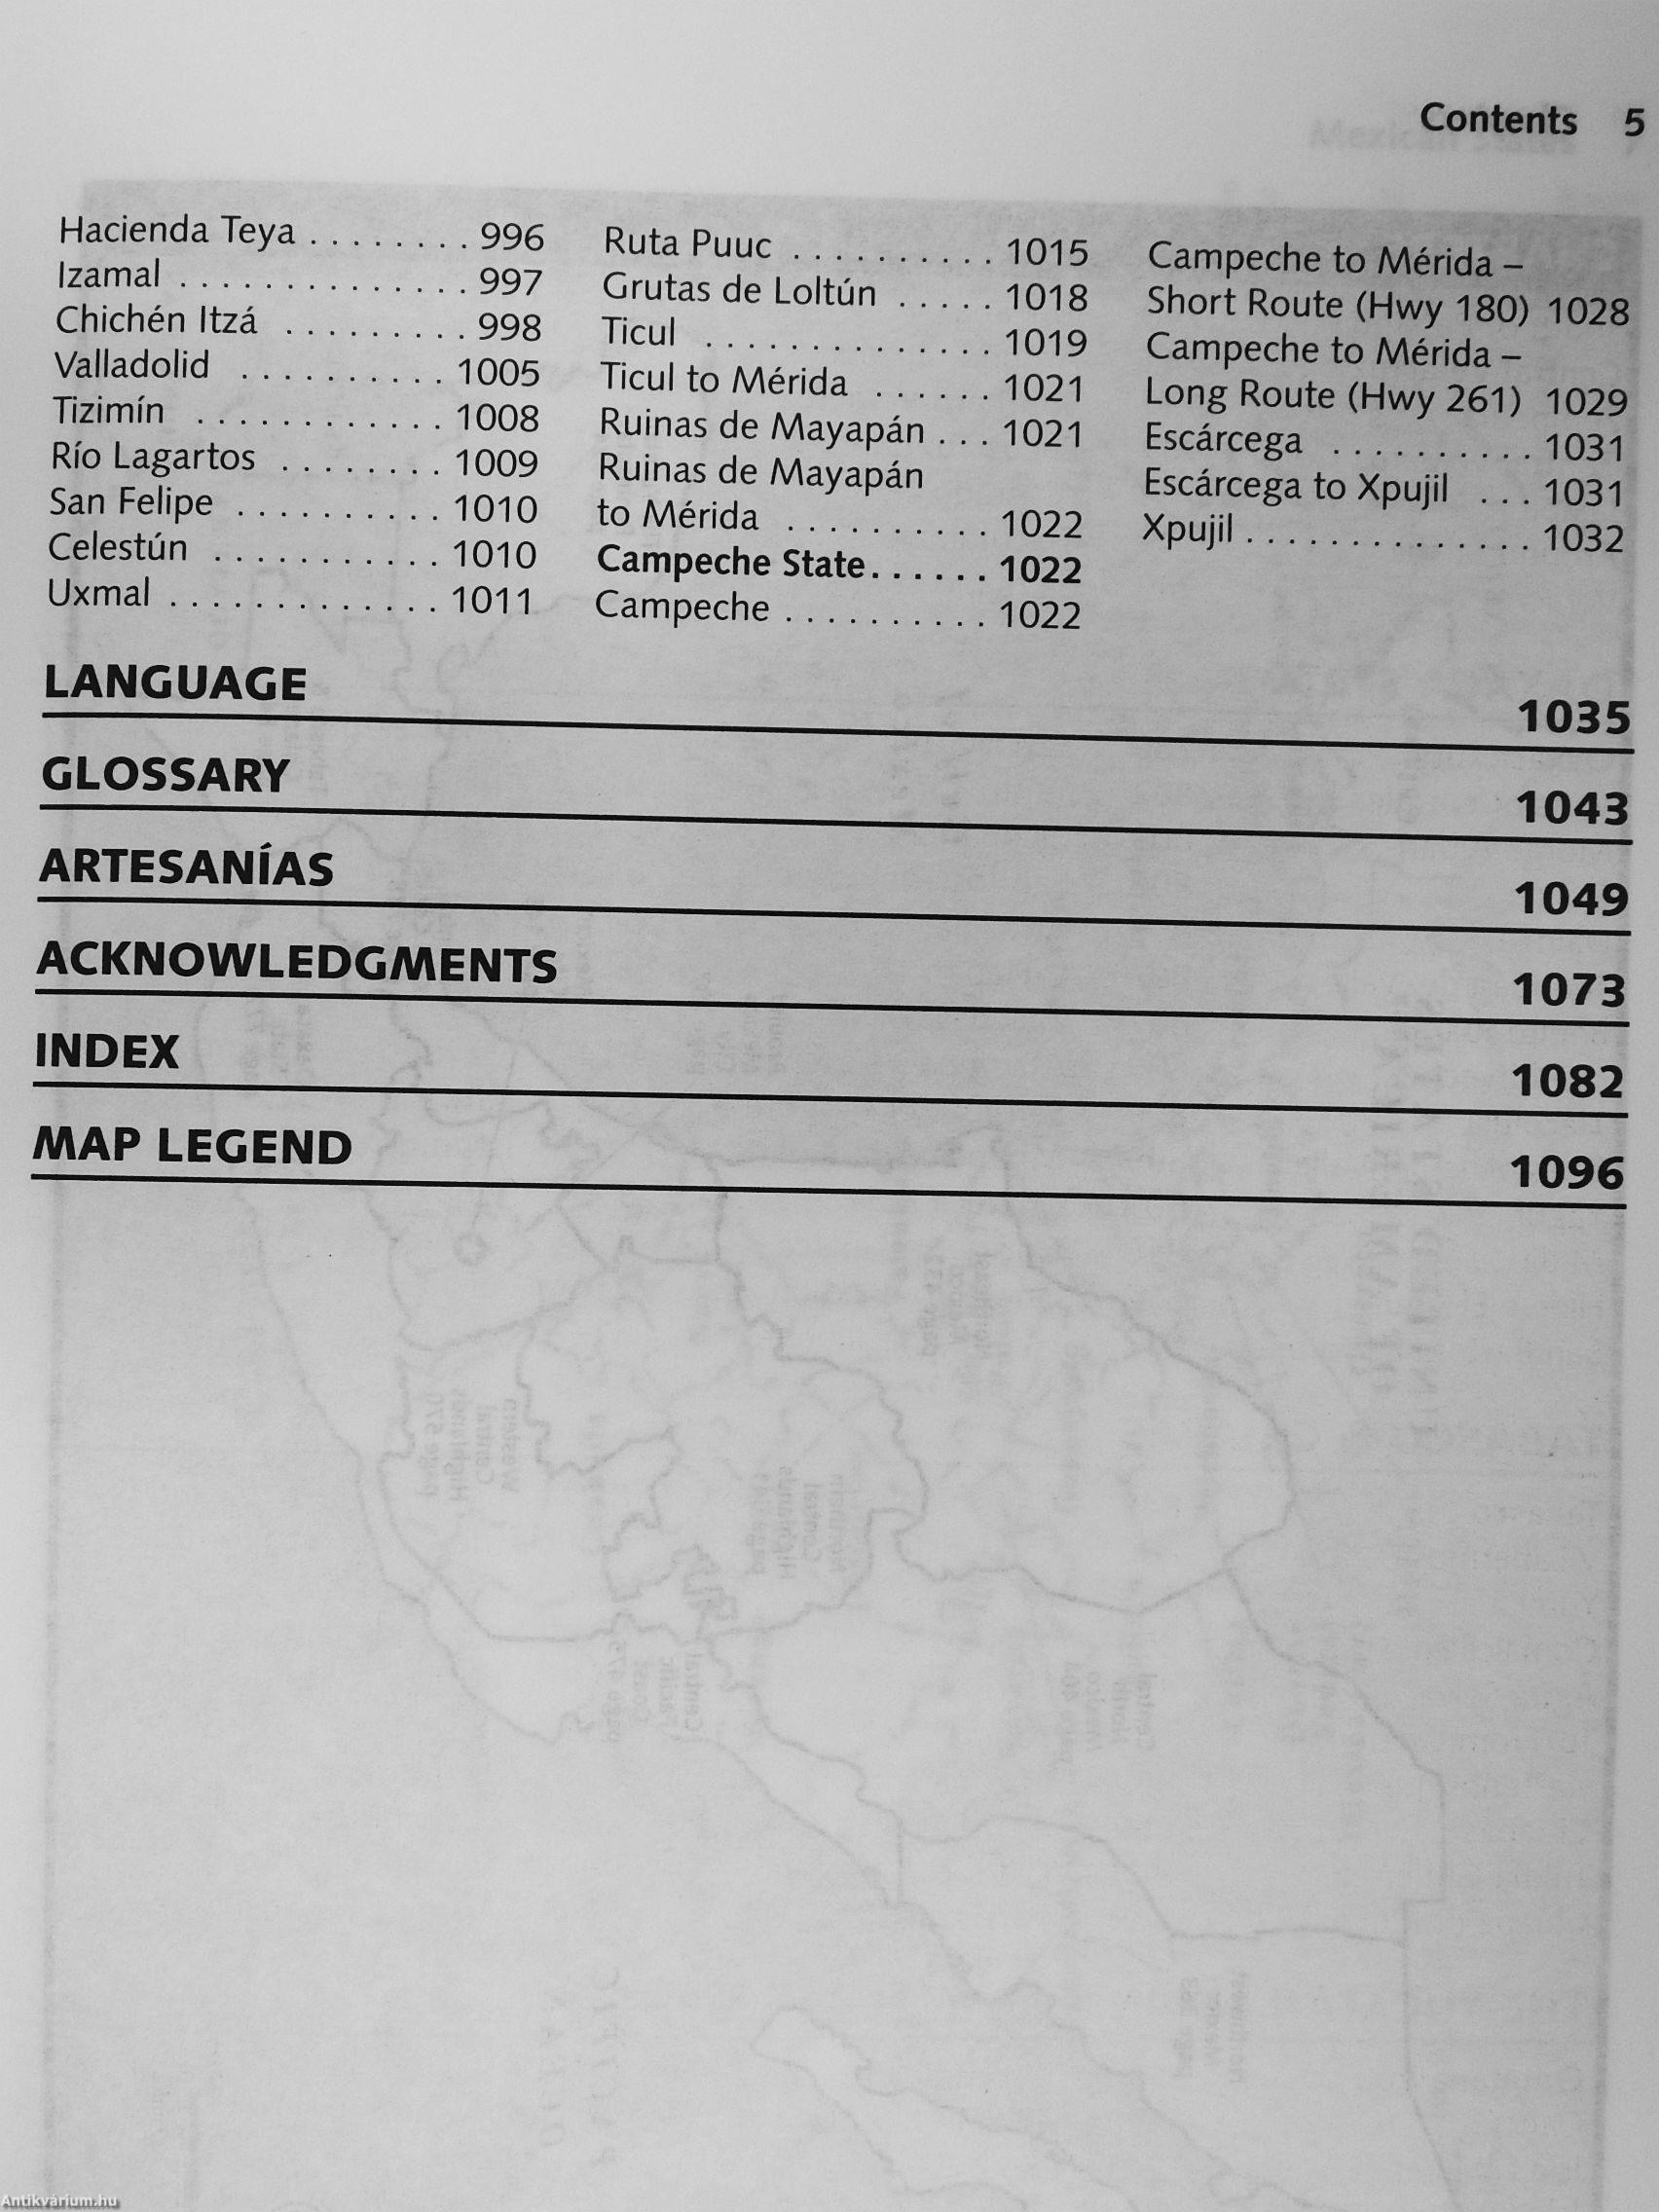 Contents 5
Hacienda Teya . . . . . . . . 996
Izamal . . . . . . . . . . . . . . 997
Chichén Itzá . . . . . . . . . 998
Valladolid . . . . . . . . . . 1005
Tizimín . . . . . . . . . . . . 1008
Río Lagartos . . . . . . . . 1009
San Felipe . . . . . . . . . . 1010
Celestún . . . . . . . . . . . 1010
Uxmal . . . . . . . . . . . . . 1011
Ruta Puuc . . . . . . . . . . 1015
Grutas de Loltún . . . . . 1018
Ticul . . . . . . . . . . . . . . 1019
Ticul to Mérida . . . . . . 1021
Ruinas de Mayapán . . . 1021
Ruinas de Mayapán
to Mérida . . . . . . . . . . 1022
Campeche State. . . . . . 1022
Campeche . . . . . . . . . . 1022
Campeche to Mérida –
Short Route (Hwy 180) 1028
Campeche to Mérida –
Long Route (Hwy 261) 1029
Escárcega . . . . . . . . . . 1031
Escárcega to Xpujil . . . 1031
Xpujil . . . . . . . . . . . . . . 1032
LANGUAGE 1035
GLOSSARY 1043
ARTESANÍAS 1049
ACKNOWLEDGMENTS 1073
INDEX 1082
MAP LEGEND 1096
Antikvárium.hu